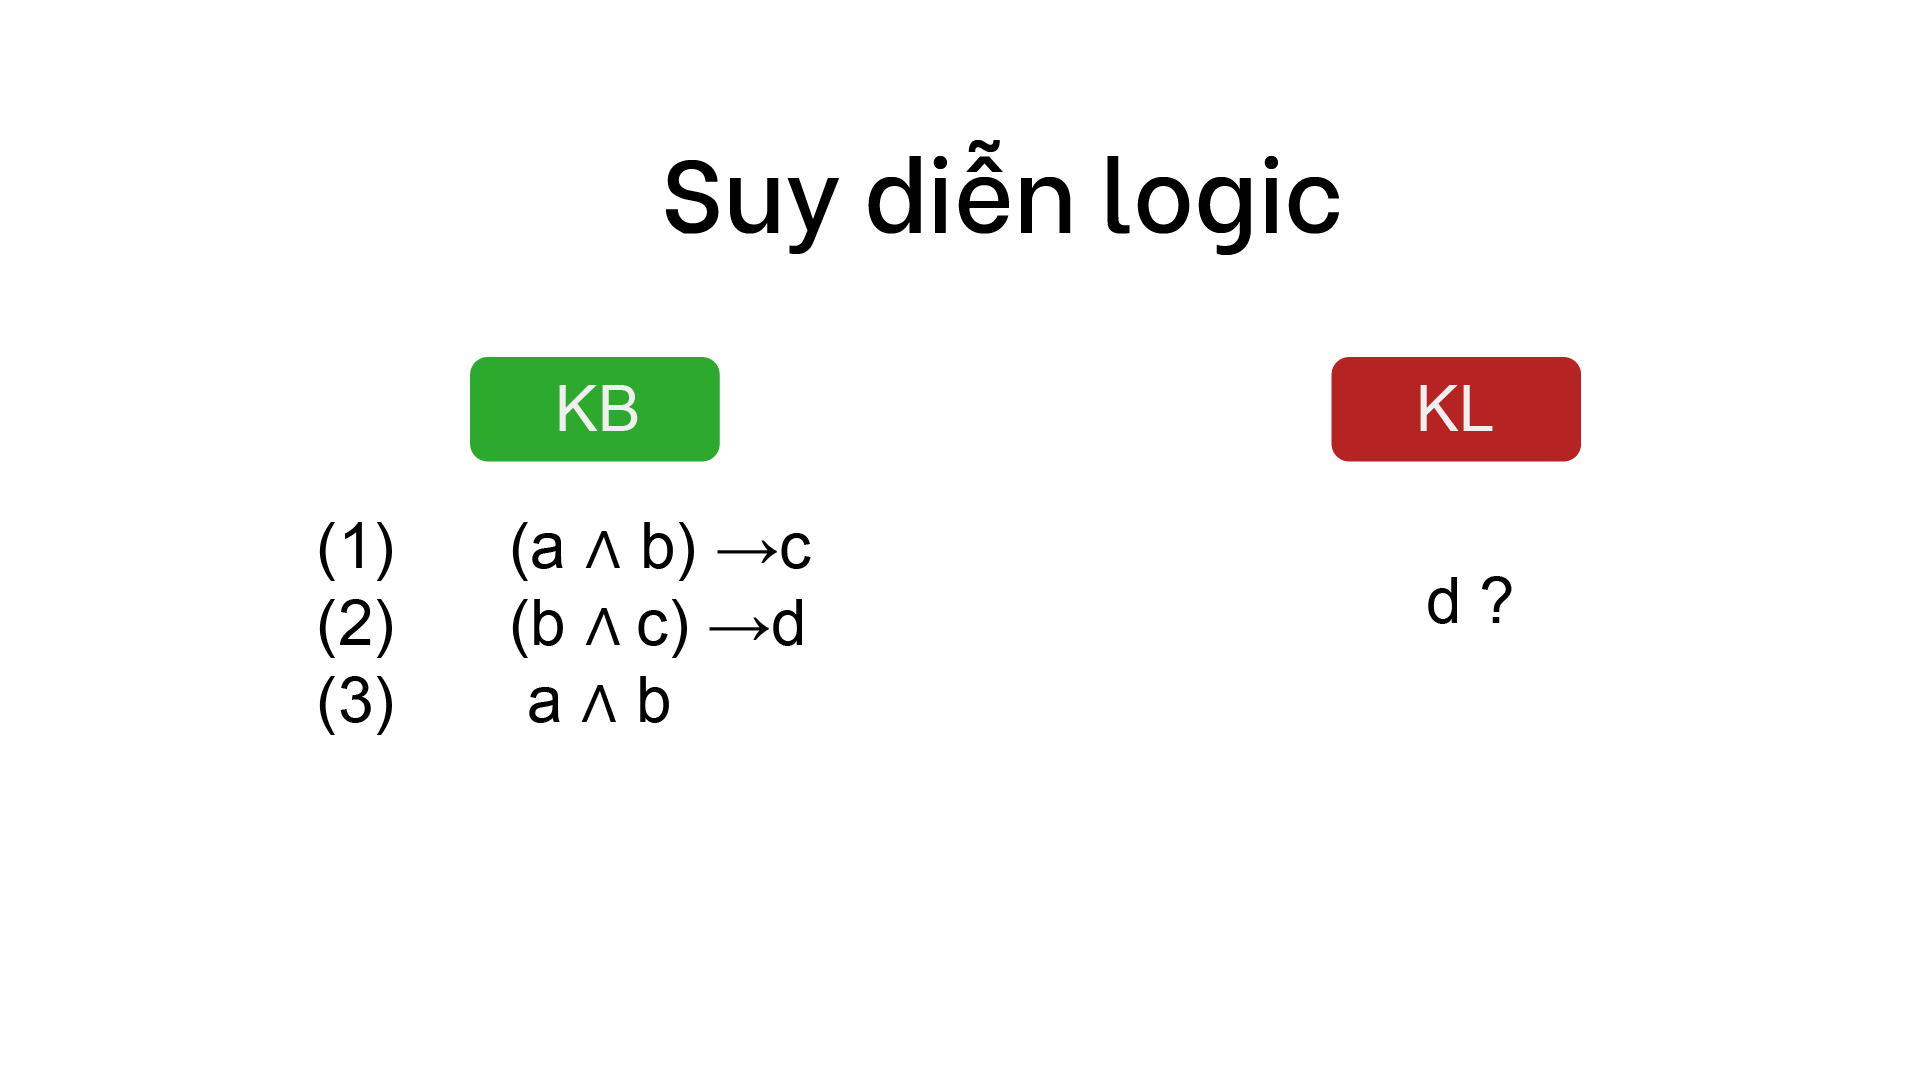 Suy diễn logic
KB
KL
(1) (a ∧ b) →c
(2) (b ∧ c) →d
(3) a ∧ b
d ?